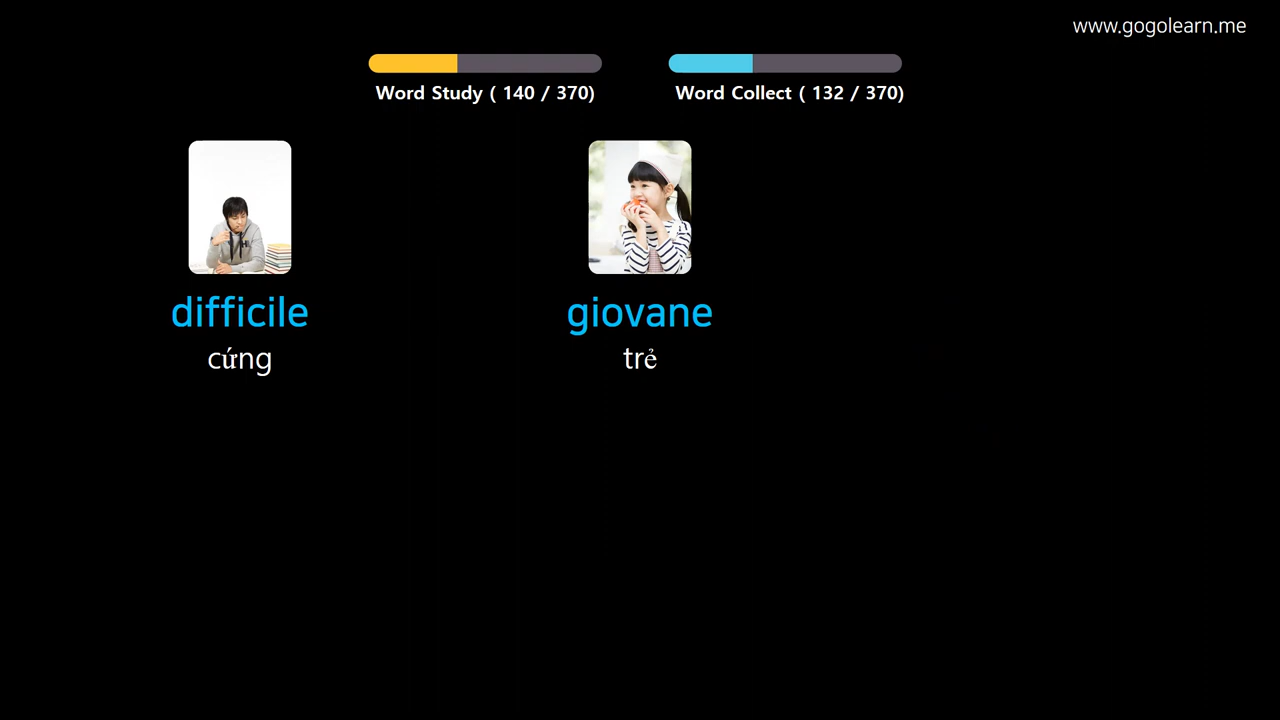 www.gogolearn.me
Word Study ( 140 / 370)
Word Collect ( 132 / 370)
difficile
giovane
cứng
trẻ